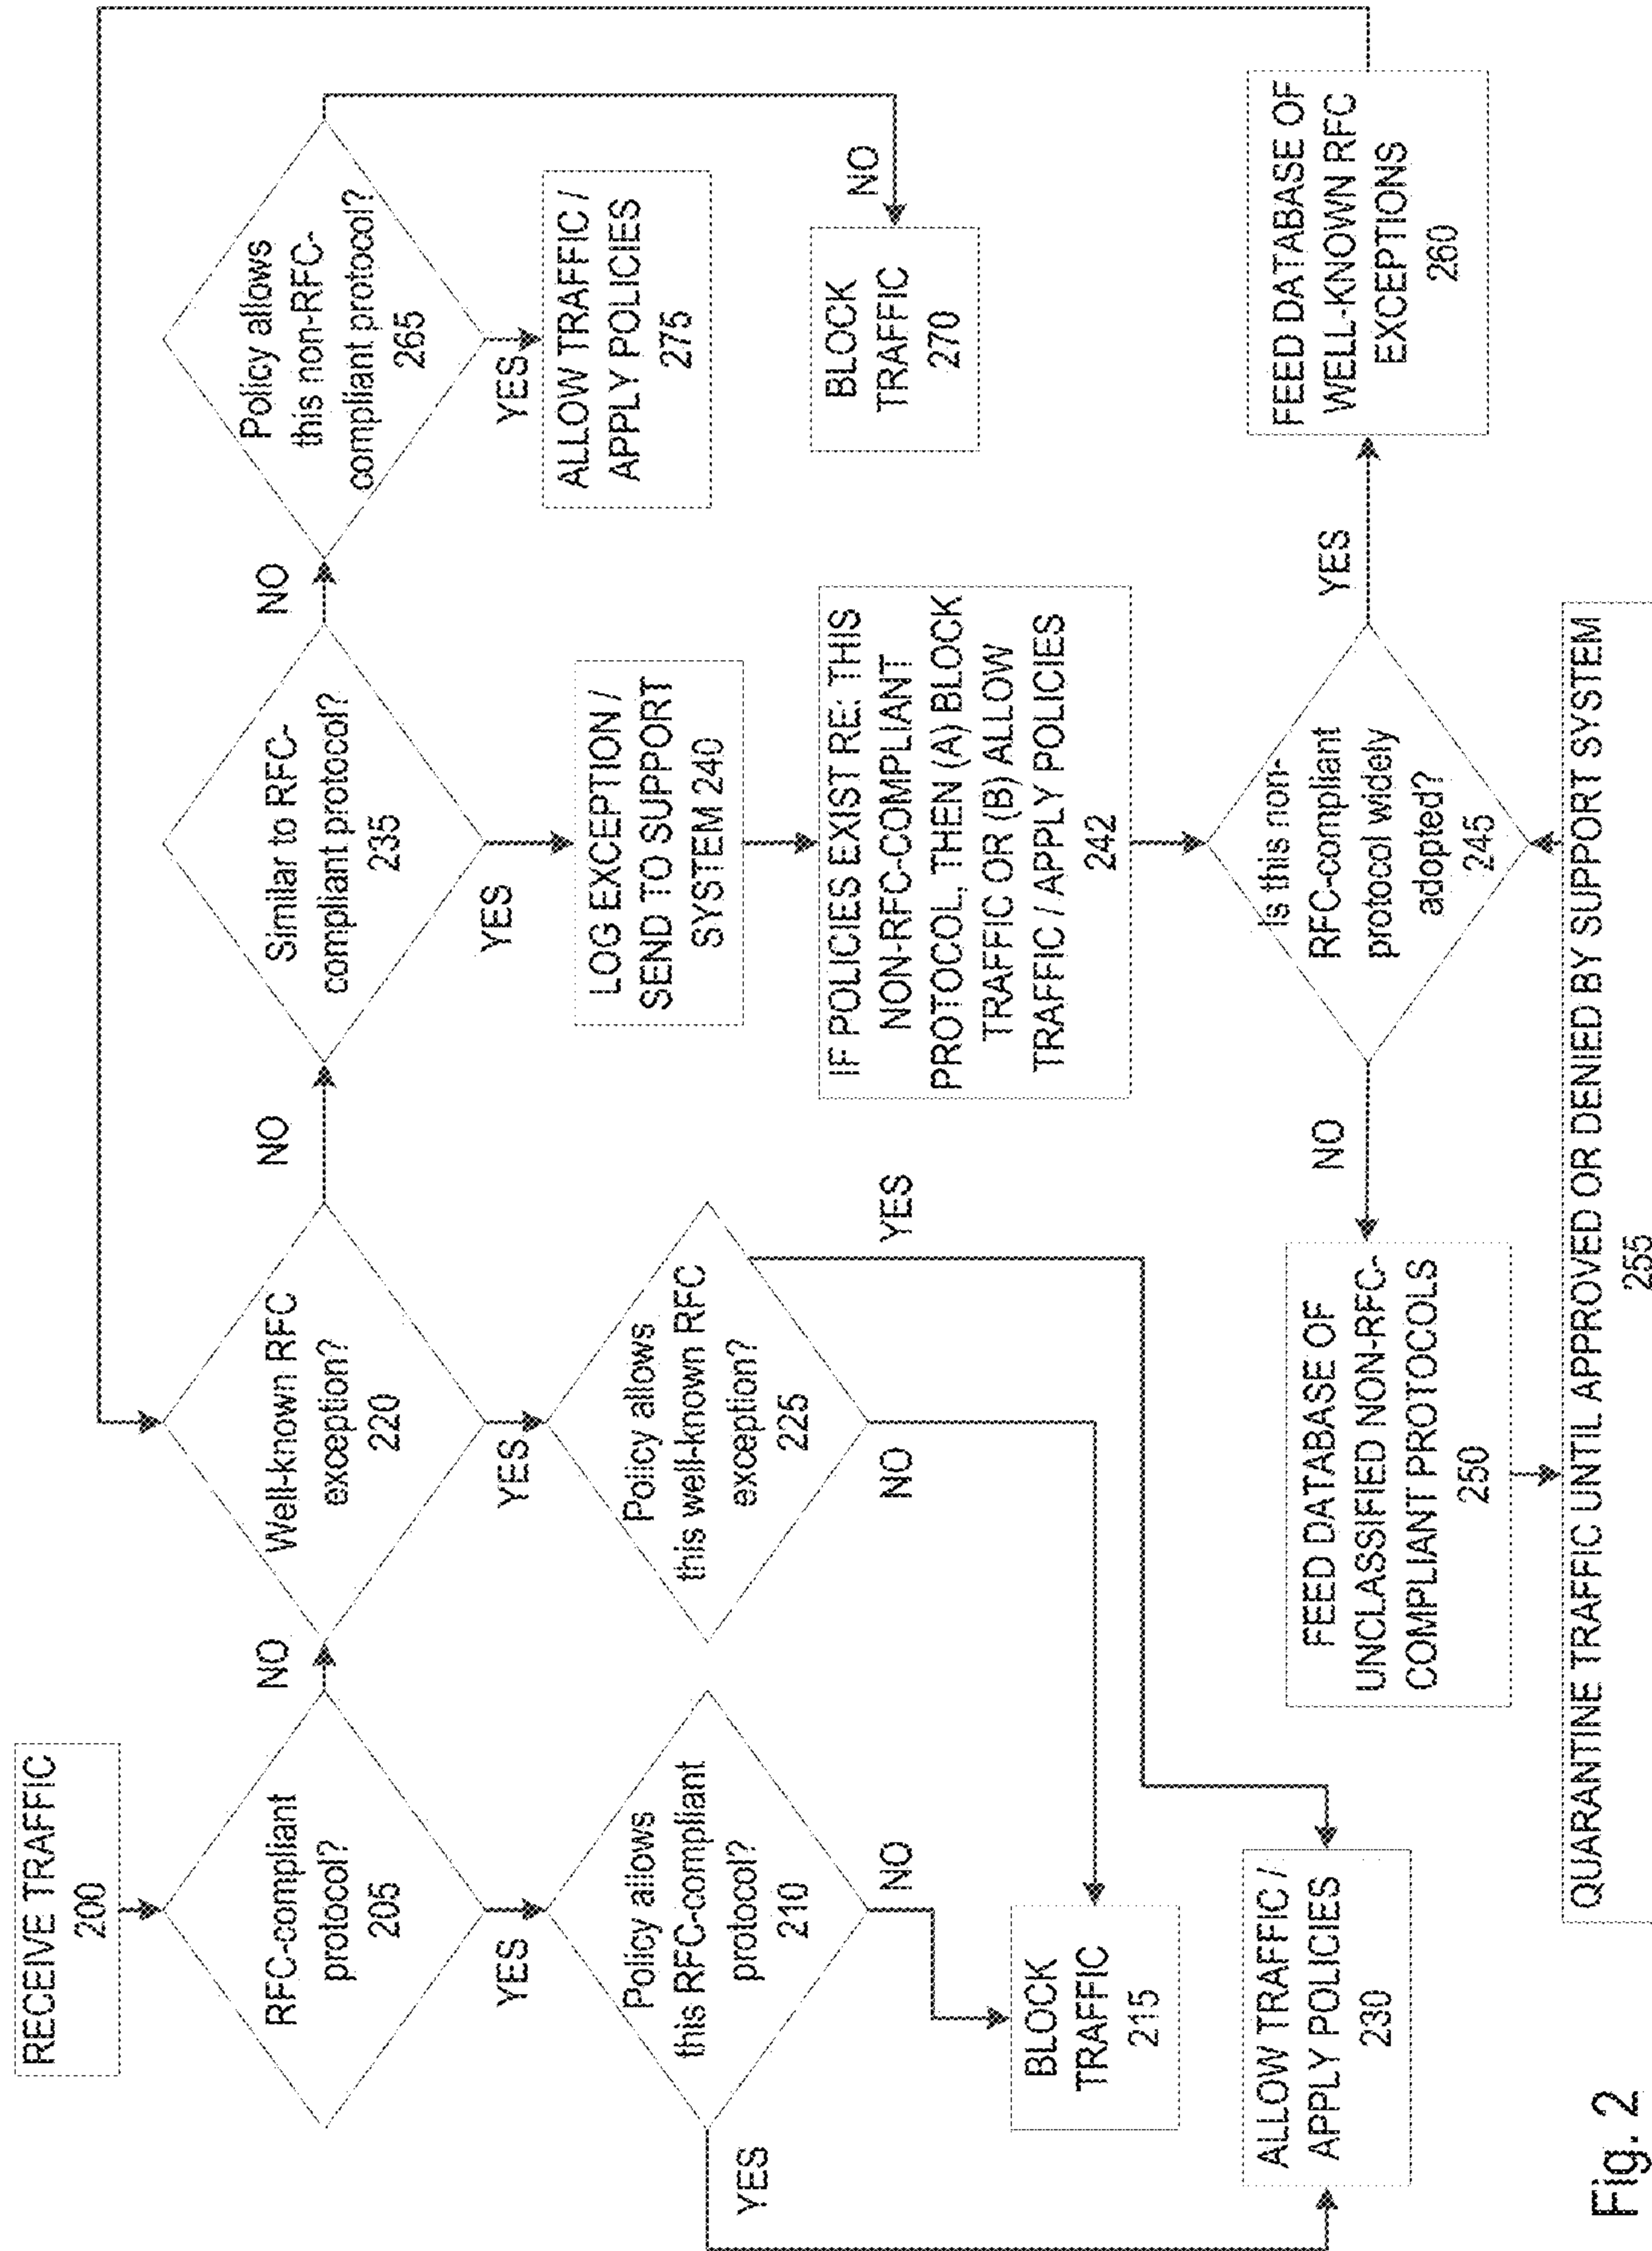 RECEIVE TRAFFIC
200
RFC-compliant
protocol?
205
NO
YES
Policy allows
this RFC-compliant
protocol?
210
YES
NO
BLOCK
TRAFFIC
215
ALLOW TRAFFIC /
APPLY POLICIES
230
Well-known RFC
exception?
220
NO
YES
Policy allows
this well-known RFC
exception?
225
NO
YES
Similar to RFC-
compliant protocol?
235
NO
YES
LOG EXCEPTION /
SEND TO SUPPORT
SYSTEM 240
IF POLICIES EXIST RE: THIS
NON-RFC-COMPLIANT
PROTOCOL, THEN (A) BLOCK
TRAFFIC OR (B) ALLOW
TRAFFIC / APPLY POLICIES
242
Is this non-
RFC-compliant
protocol widely
adopted?
245
NO
YES
FEED DATABASE OF
UNCLASSIFIED NON-RFC-
COMPLIANT PROTOCOLS
250
QUARANTINE TRAFFIC UNTIL APPROVED OR DENIED BY SUPPORT SYSTEM
255
FEED DATABASE OF
WELL-KNOWN RFC
EXCEPTIONS
260
Policy allows
this non-RFC-
compliant protocol?
265
YES
NO
ALLOW TRAFFIC /
APPLY POLICIES
275
BLOCK
TRAFFIC
270
Fig. 2